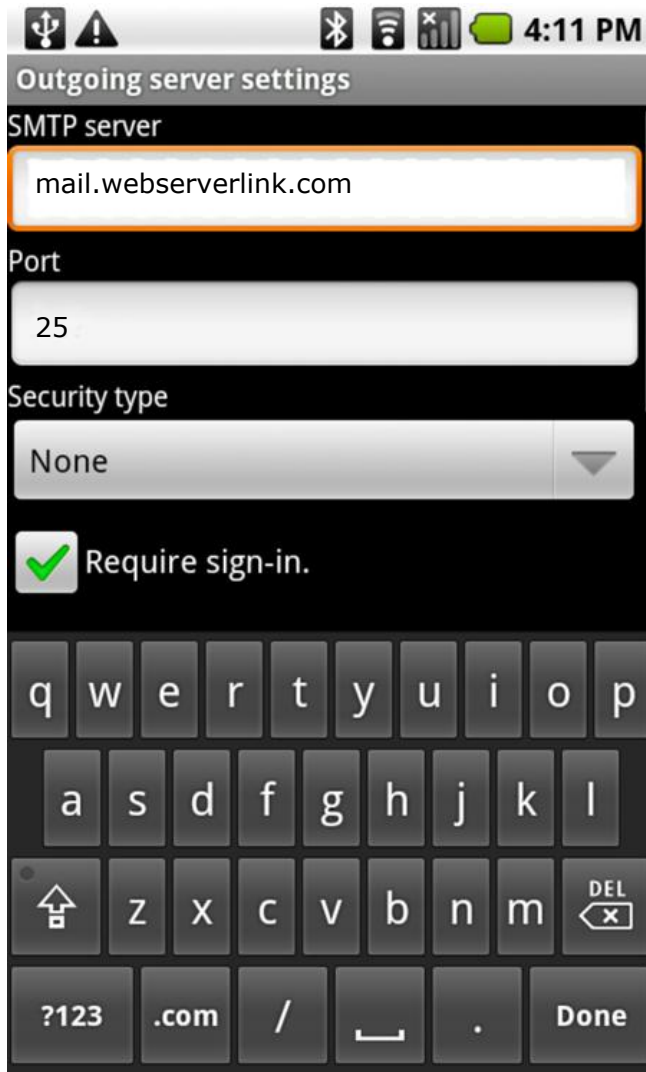 4:11 PM
Outgoing server settings
SMTP server
mail.webserverlink.com
Port
25
Security type
None
Require sign-in.
q w e r t y u i o p
a s d f g h j k l
z x c v b n m DEL
?123 .com / . Done